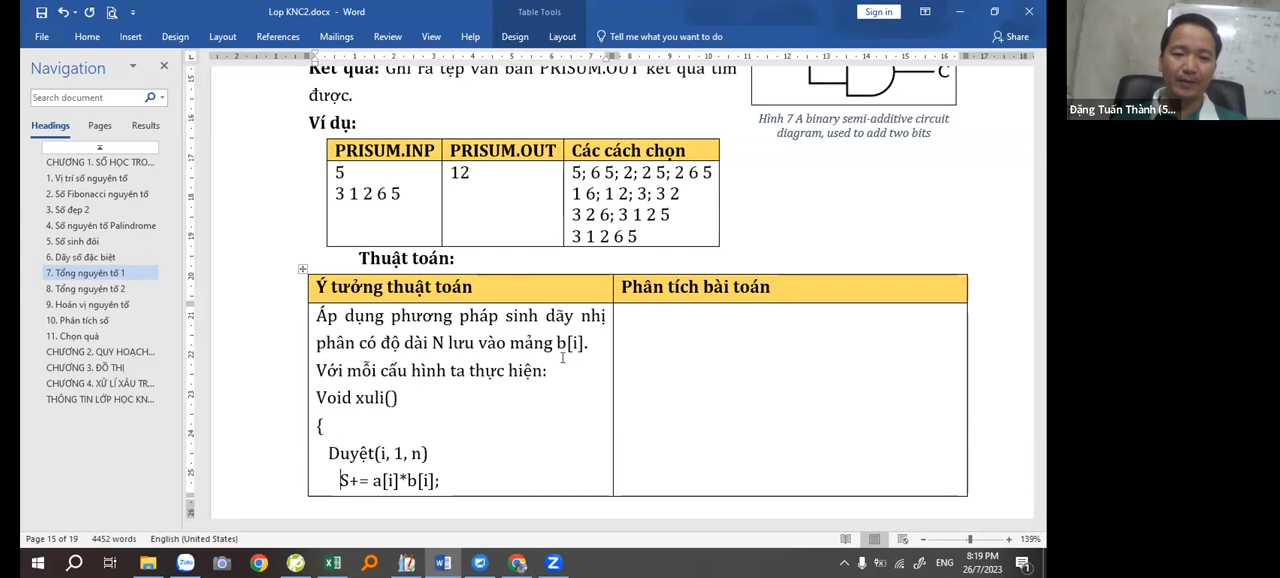 Lop KNC2.docx - Word
Table Tools
Sign in
File Home Insert Design Layout References Mailings Review View Help Design Layout Tell me what you want to do Share
Navigation
Search document
Headings Pages Results
CHƯƠNG 1. SỐ HỌC TRO...
1. Vị trí số nguyên tố
2. Số Fibonacci nguyên tố
3. Số đẹp 2
4. Số nguyên tố Palindrome
5. Số sinh đôi
6. Dãy số đặc biệt
7. Tổng nguyên tố 1
8. Tổng nguyên tố 2
9. Hoán vị nguyên tố
10. Phân tích số
11. Chọn quà
CHƯƠNG 2. QUY HOẠCH...
CHƯƠNG 3. ĐỒ THỊ
CHƯƠNG 4. XỬ LÍ XÂU TR...
THÔNG TIN LỚP HỌC KN...
Kết quả: Ghi ra tệp văn bản PRISUM.OUT kết quả tìm
được.
C
Hình 7 A binary semi-additive circuit
diagram, used to add two bits
Ví dụ:
PRISUM.INP PRISUM.OUT Các cách chọn
5 12 5; 6 5; 2; 2 5; 2 6 5
3 1 2 6 5 1 6; 1 2; 3; 3 2
3 2 6; 3 1 2 5
3 1 2 6 5
Thuật toán:
Ý tưởng thuật toán Phân tích bài toán
Áp dụng phương pháp sinh dãy nhị
phân có độ dài N lưu vào mảng b[i].
Với mỗi cấu hình ta thực hiện:
Void xuli()
{
Duyệt(i, 1, n)
S+= a[i]*b[i];
Page 15 of 19 4452 words English (United States) 139%
Đặng Tuấn Thành (5...
ENG
8:19 PM
26/7/2023